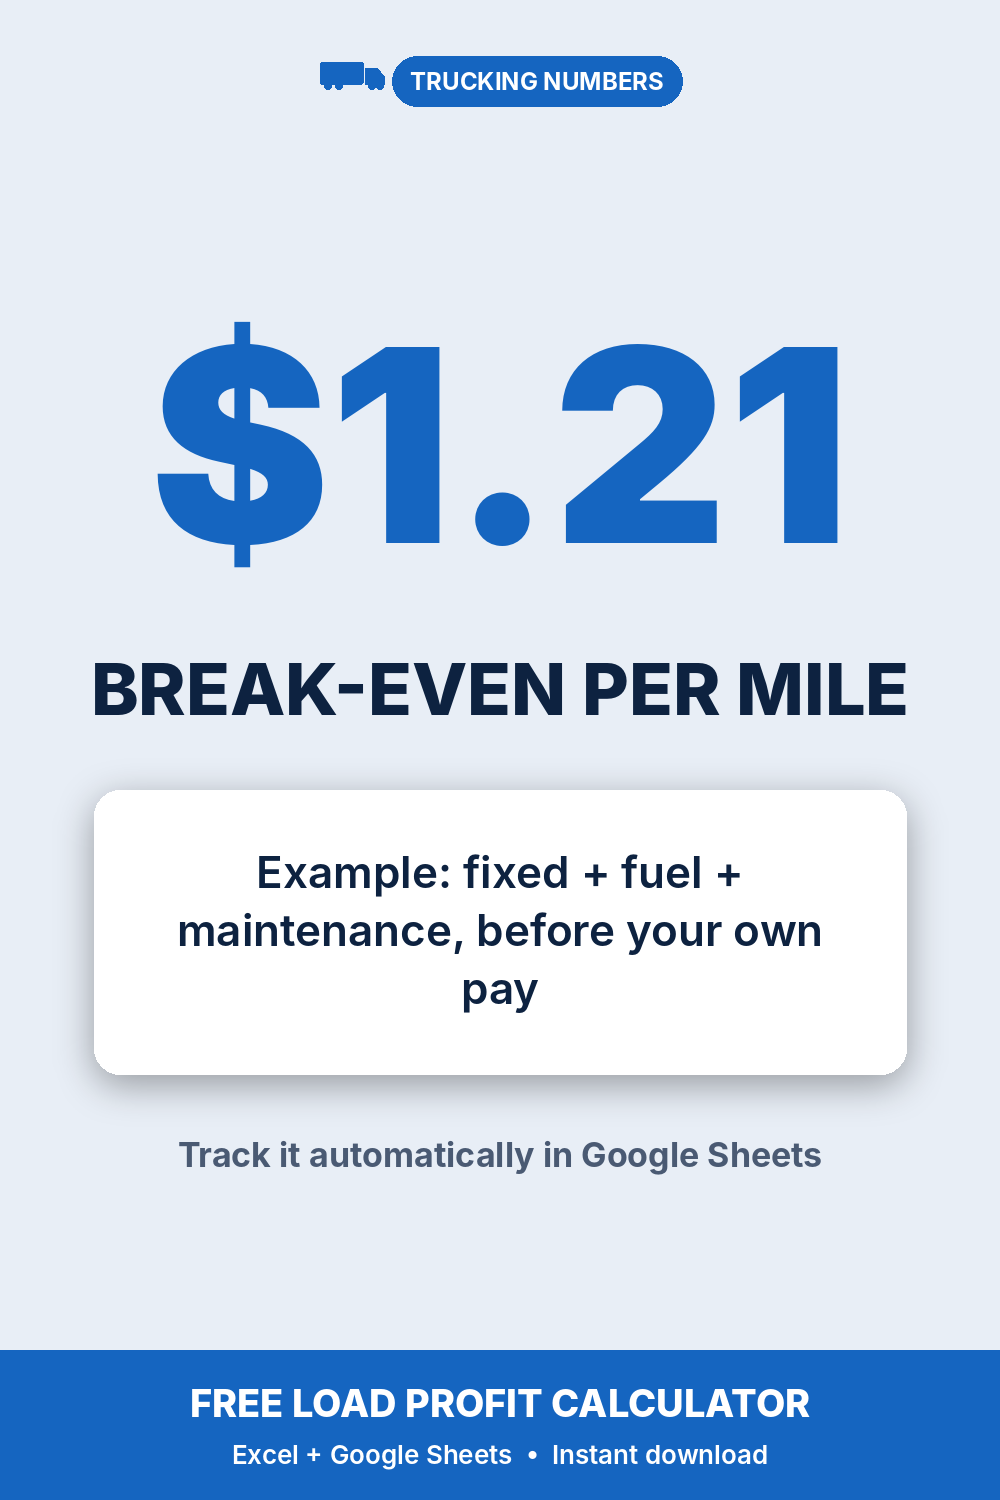 TRUCKING NUMBERS
$1.21
BREAK-EVEN PER MILE
Example: fixed + fuel +
maintenance, before your own
pay
Track it automatically in Google Sheets
FREE LOAD PROFIT CALCULATOR
Excel + Google Sheets • Instant download